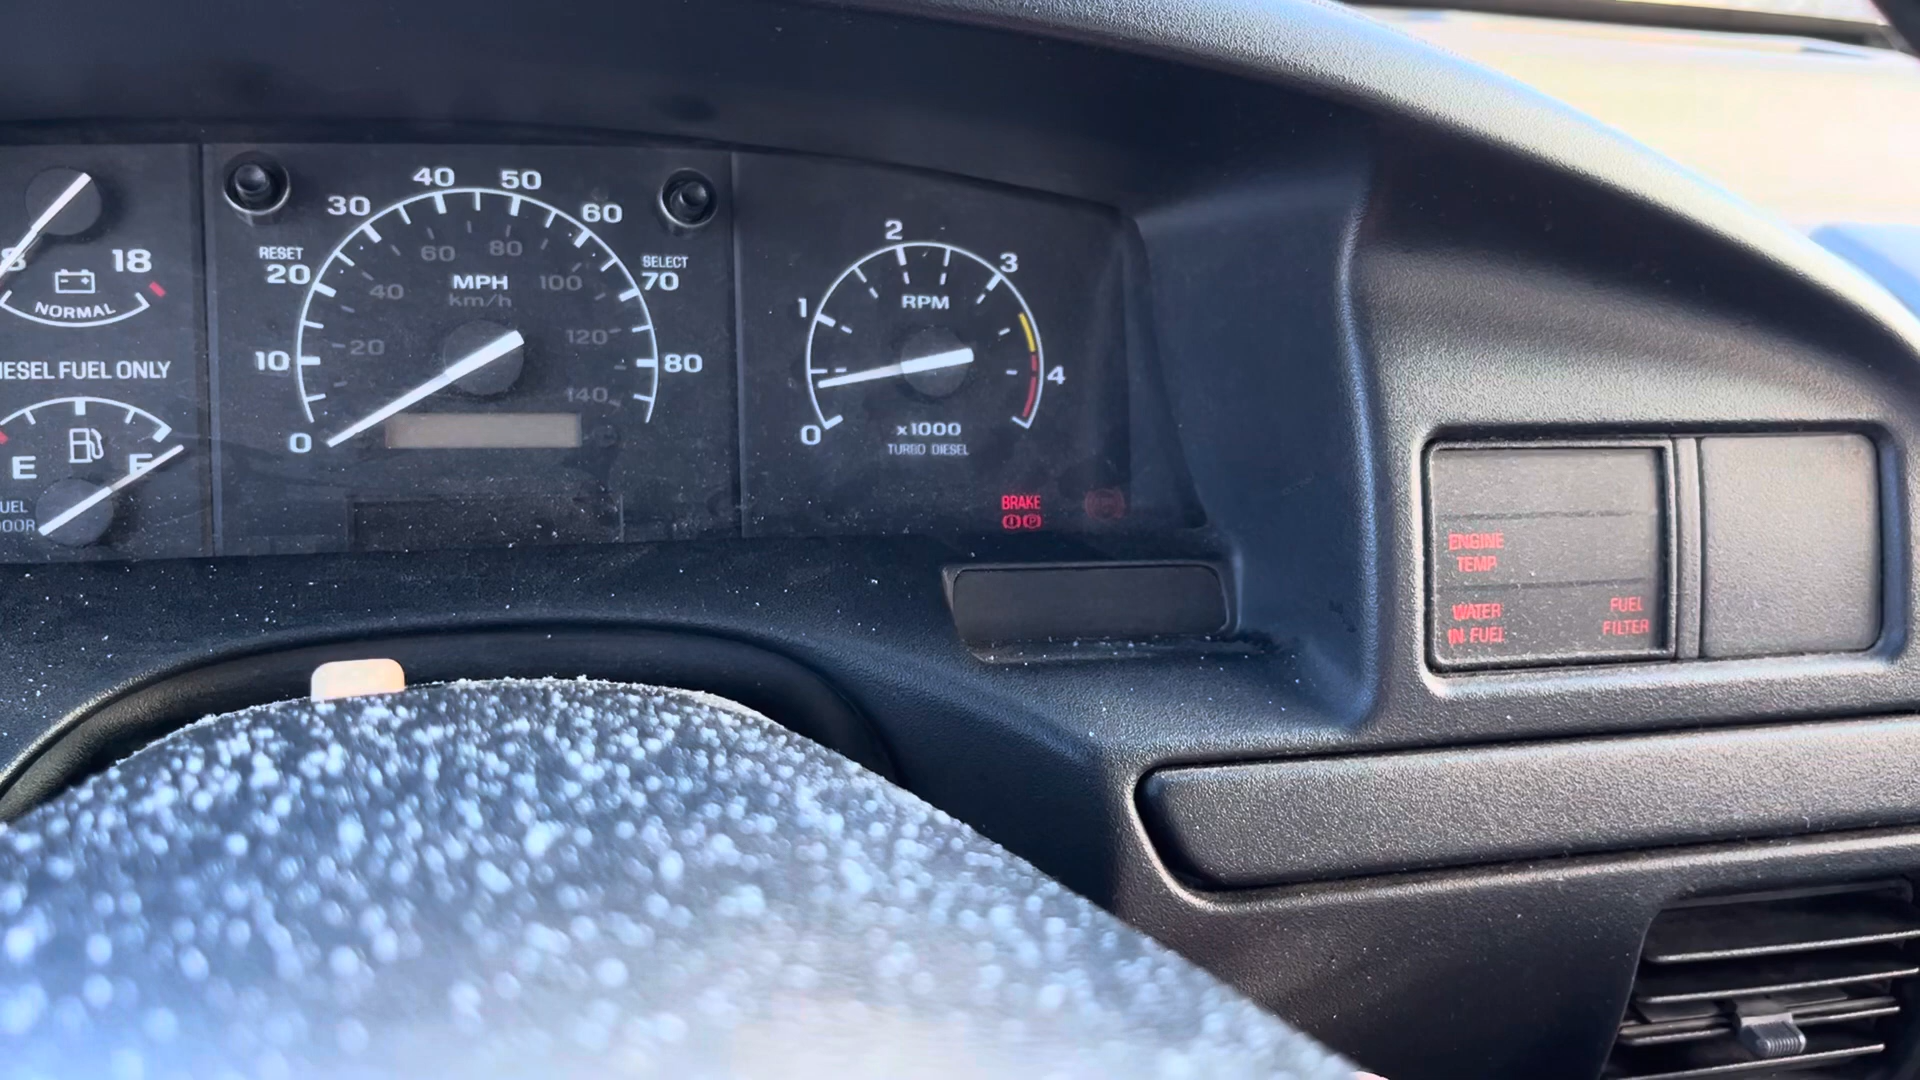 8 18
NORMAL
IESEL FUEL ONLY
E F
UEL
OOR
RESET
SELECT
0 10 20 30 40 50 60 70 80
MPH
km/h
20 40 60 80 100 120 140
0 1 2 3 4
RPM
x1000
TURBO DIESEL
BRAKE
(!) (P)
ENGINE
TEMP
WATER
IN FUEL
FUEL
FILTER